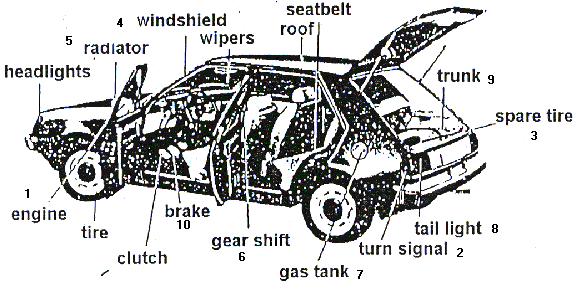 seatbelt
4 windshield
roof
5
wipers
radiator
headlights
trunk 9
spare tire
3
1
engine
tire
brake
10
clutch
gear shift
6
gas tank 7
tail light 8
turn signal 2